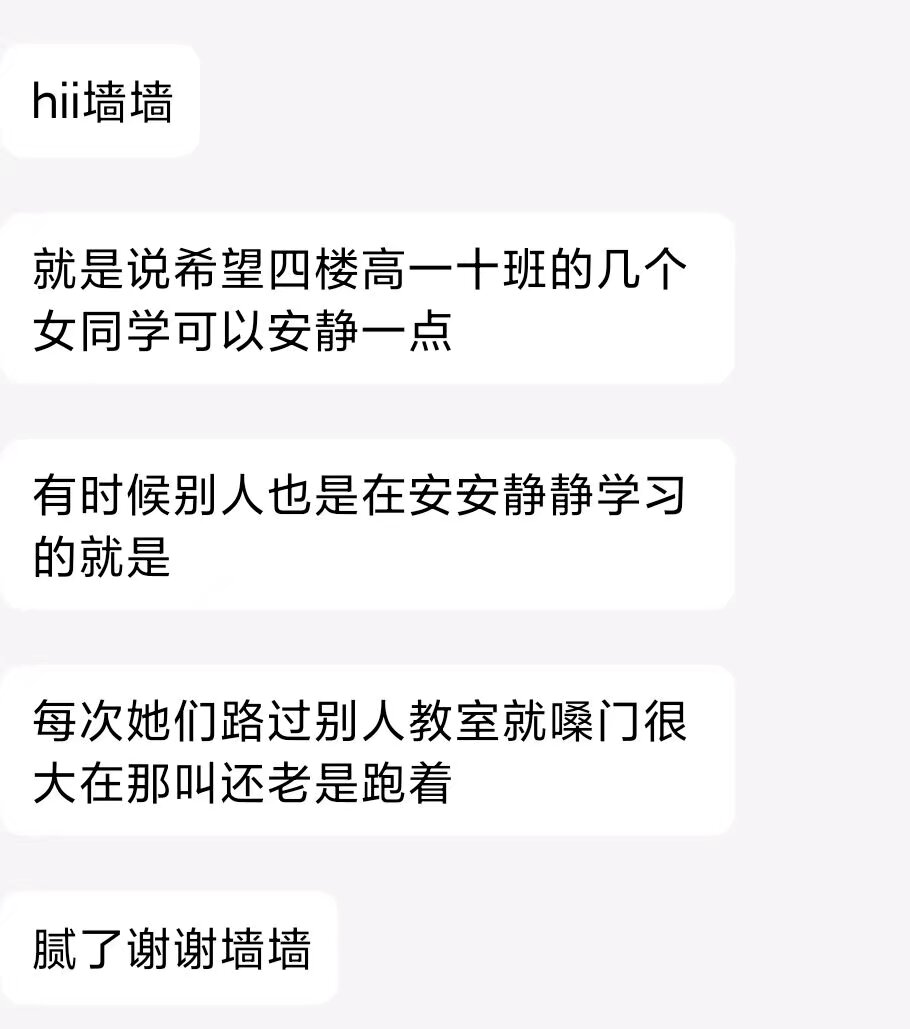 hii墙墙
就是说希望四楼高一十班的几个
女同学可以安静一点
有时候别人也是在安安静静学习
的就是
每次她们路过别人教室就嗓门很
大在那叫还老是跑着
腻了谢谢墙墙